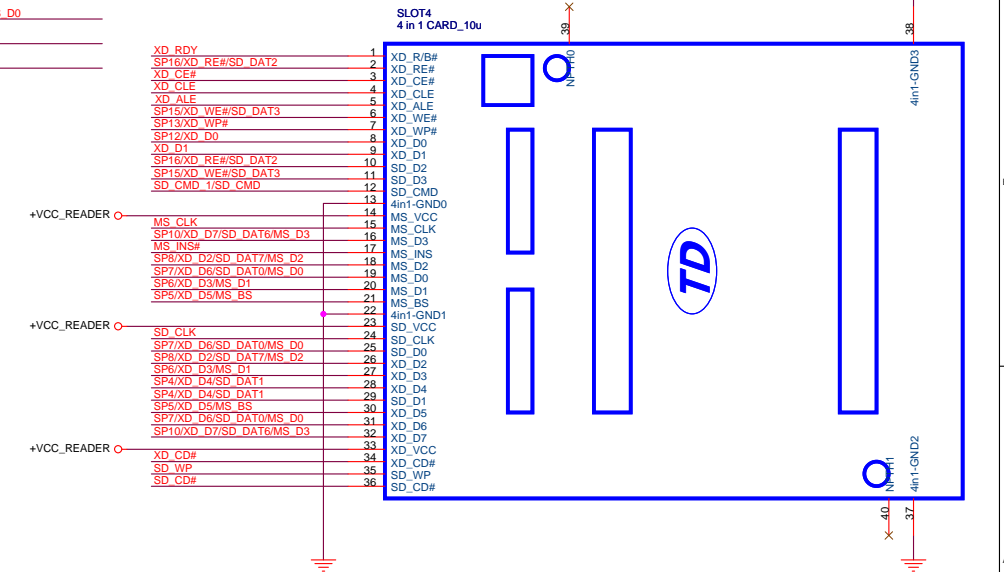 _D0
SLOT4
4 in 1 CARD_10u
39
38
NPTH0
4in1-GND3
XD_RDY 1 XD_R/B#
SP16/XD_RE#/SD_DAT2 2 XD_RE#
XD_CE# 3 XD_CE#
XD_CLE 4 XD_CLE
XD_ALE 5 XD_ALE
SP15/XD_WE#/SD_DAT3 6 XD_WE#
SP13/XD_WP# 7 XD_WP#
SP12/XD_D0 8 XD_D0
XD_D1 9 XD_D1
SP16/XD_RE#/SD_DAT2 10 SD_D2
SP15/XD_WE#/SD_DAT3 11 SD_D3
SD_CMD_1/SD_CMD 12 SD_CMD
13 4in1-GND0
+VCC_READER 14 MS_VCC
MS_CLK 15 MS_CLK
SP10/XD_D7/SD_DAT6/MS_D3 16 MS_D3
MS_INS# 17 MS_INS
SP8/XD_D2/SD_DAT7/MS_D2 18 MS_D2
SP7/XD_D6/SD_DAT0/MS_D0 19 MS_D0
SP6/XD_D3/MS_D1 20 MS_D1
SP5/XD_D5/MS_BS 21 MS_BS
22 4in1-GND1
+VCC_READER 23 SD_VCC
SD_CLK 24 SD_CLK
SP7/XD_D6/SD_DAT0/MS_D0 25 SD_D0
SP8/XD_D2/SD_DAT7/MS_D2 26 XD_D2
SP6/XD_D3/MS_D1 27 XD_D3
SP4/XD_D4/SD_DAT1 28 XD_D4
SP4/XD_D4/SD_DAT1 29 SD_D1
SP5/XD_D5/MS_BS 30 XD_D5
SP7/XD_D6/SD_DAT0/MS_D0 31 XD_D6
SP10/XD_D7/SD_DAT6/MS_D3 32 XD_D7
+VCC_READER 33 XD_VCC
XD_CD# 34 XD_CD#
SD_WP 35 SD_WP
SD_CD# 36 SD_CD#
TD
NPTH1
4in1-GND2
40
37